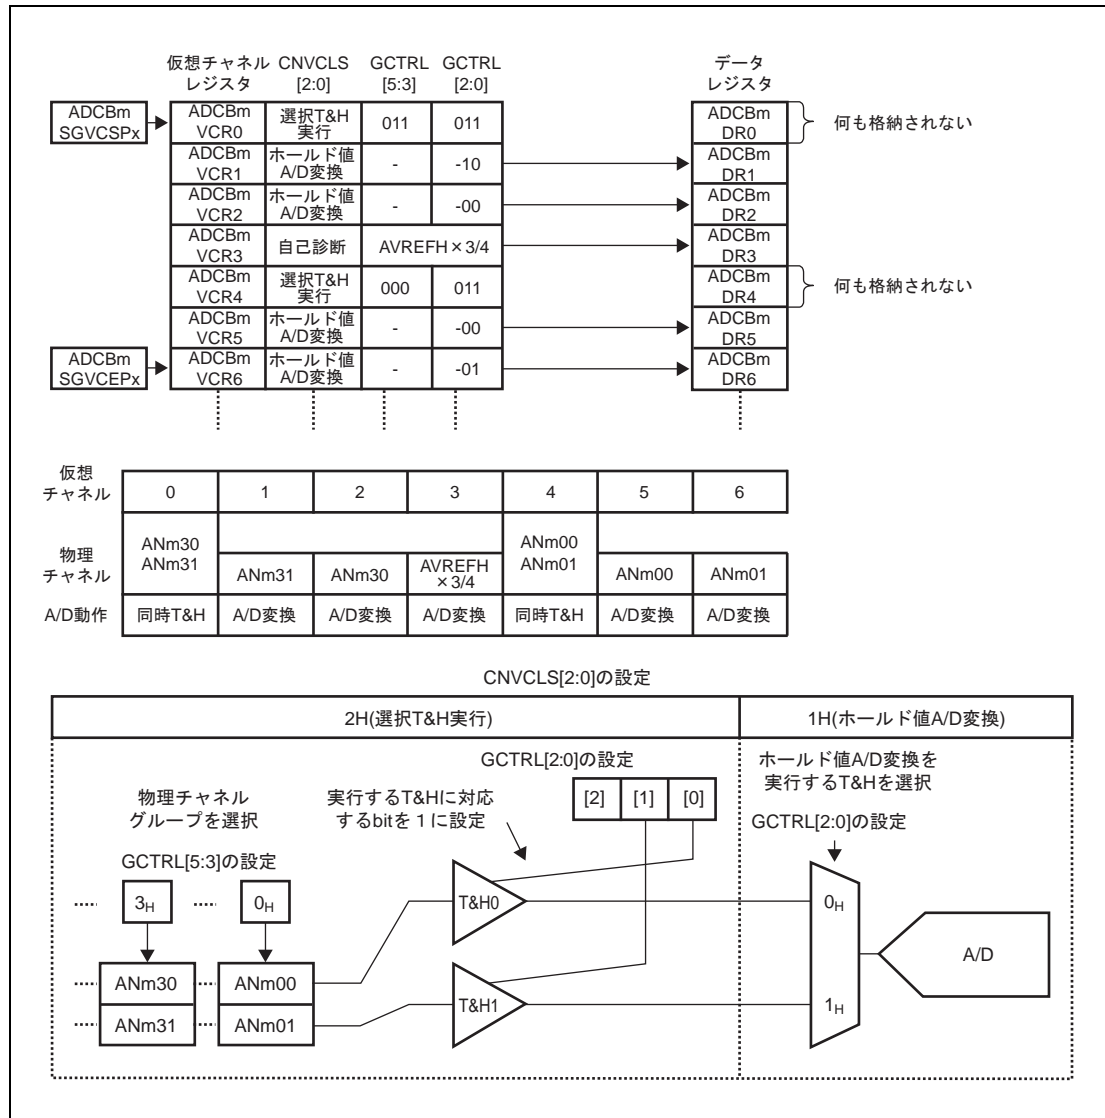 仮想チャネル CNVCLS GCTRL GCTRL データ
レジスタ [2:0] [5:3] [2:0] レジスタ
ADCBm
SGVCSPx
ADCBm
VCR0
選択T&H
実行
011
011
ADCBm
DR0
何も格納されない
ADCBm
VCR1
ホールド値
A/D変換
-
-10
ADCBm
DR1
ADCBm
VCR2
ホールド値
A/D変換
-
-00
ADCBm
DR2
ADCBm
VCR3
自己診断
AVREFH×3/4
ADCBm
DR3
ADCBm
VCR4
選択T&H
実行
000
011
ADCBm
DR4
何も格納されない
ADCBm
VCR5
ホールド値
A/D変換
-
-00
ADCBm
DR5
ADCBm
SGVCEPx
ADCBm
VCR6
ホールド値
A/D変換
-
-01
ADCBm
DR6
仮想
チャネル
0 1 2 3 4 5 6
物理
チャネル
ANm30
ANm31
ANm31
ANm30
AVREFH
×3/4
ANm00
ANm01
ANm00
ANm01
A/D動作 同時T&H A/D変換 A/D変換 A/D変換 同時T&H A/D変換 A/D変換
CNVCLS[2:0]の設定
2H(選択T&H実行) 1H(ホールド値A/D変換)
GCTRL[2:0]の設定
[2] [1] [0]
実行するT&Hに対応
するbitを1に設定
物理チャネル
グループを選択
GCTRL[5:3]の設定
3H
0H
ANm30 ANm00
ANm31 ANm01
T&H0
T&H1
ホールド値A/D変換を
実行するT&Hを選択
GCTRL[2:0]の設定
0H
1H
A/D